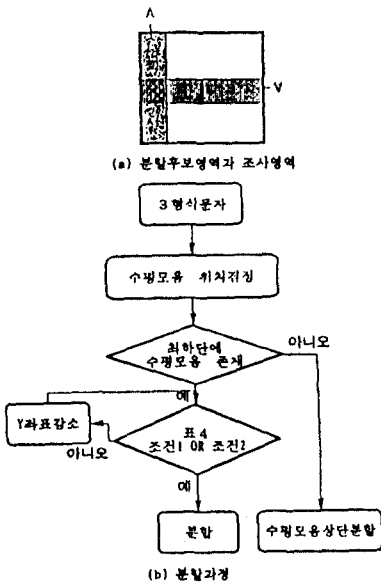 A
A
(a) 분할후보영역과 조사영역
3형식문자
수평모음 위치결정
최하단에
수평모음 존재
아니오
예
Y좌표감소
표4
조건1 OR 조건2
아니오
예
분할
수평모음상단분할
(b) 분할과정